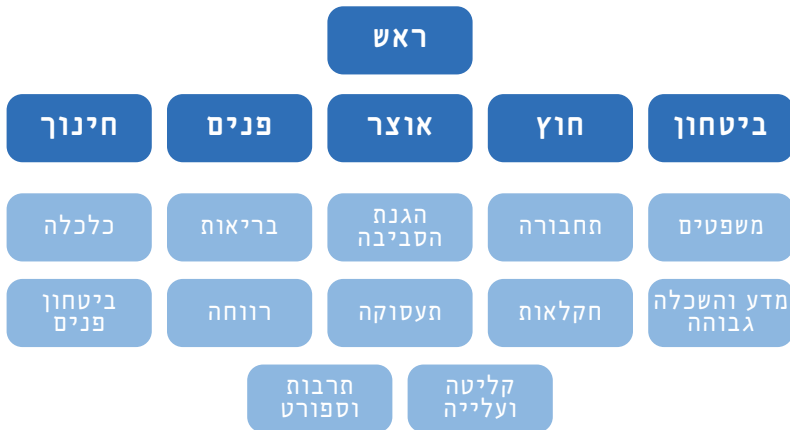 ראש
ביטחון
חוץ
אוצר
פנים
חינוך
משפטים
תחבורה
הגנת
הסביבה
בריאות
כלכלה
מדע והשכלה
גבוהה
חקלאות
תעסוקה
רווחה
ביטחון
פנים
קליטה
ועלייה
תרבות
וספורט